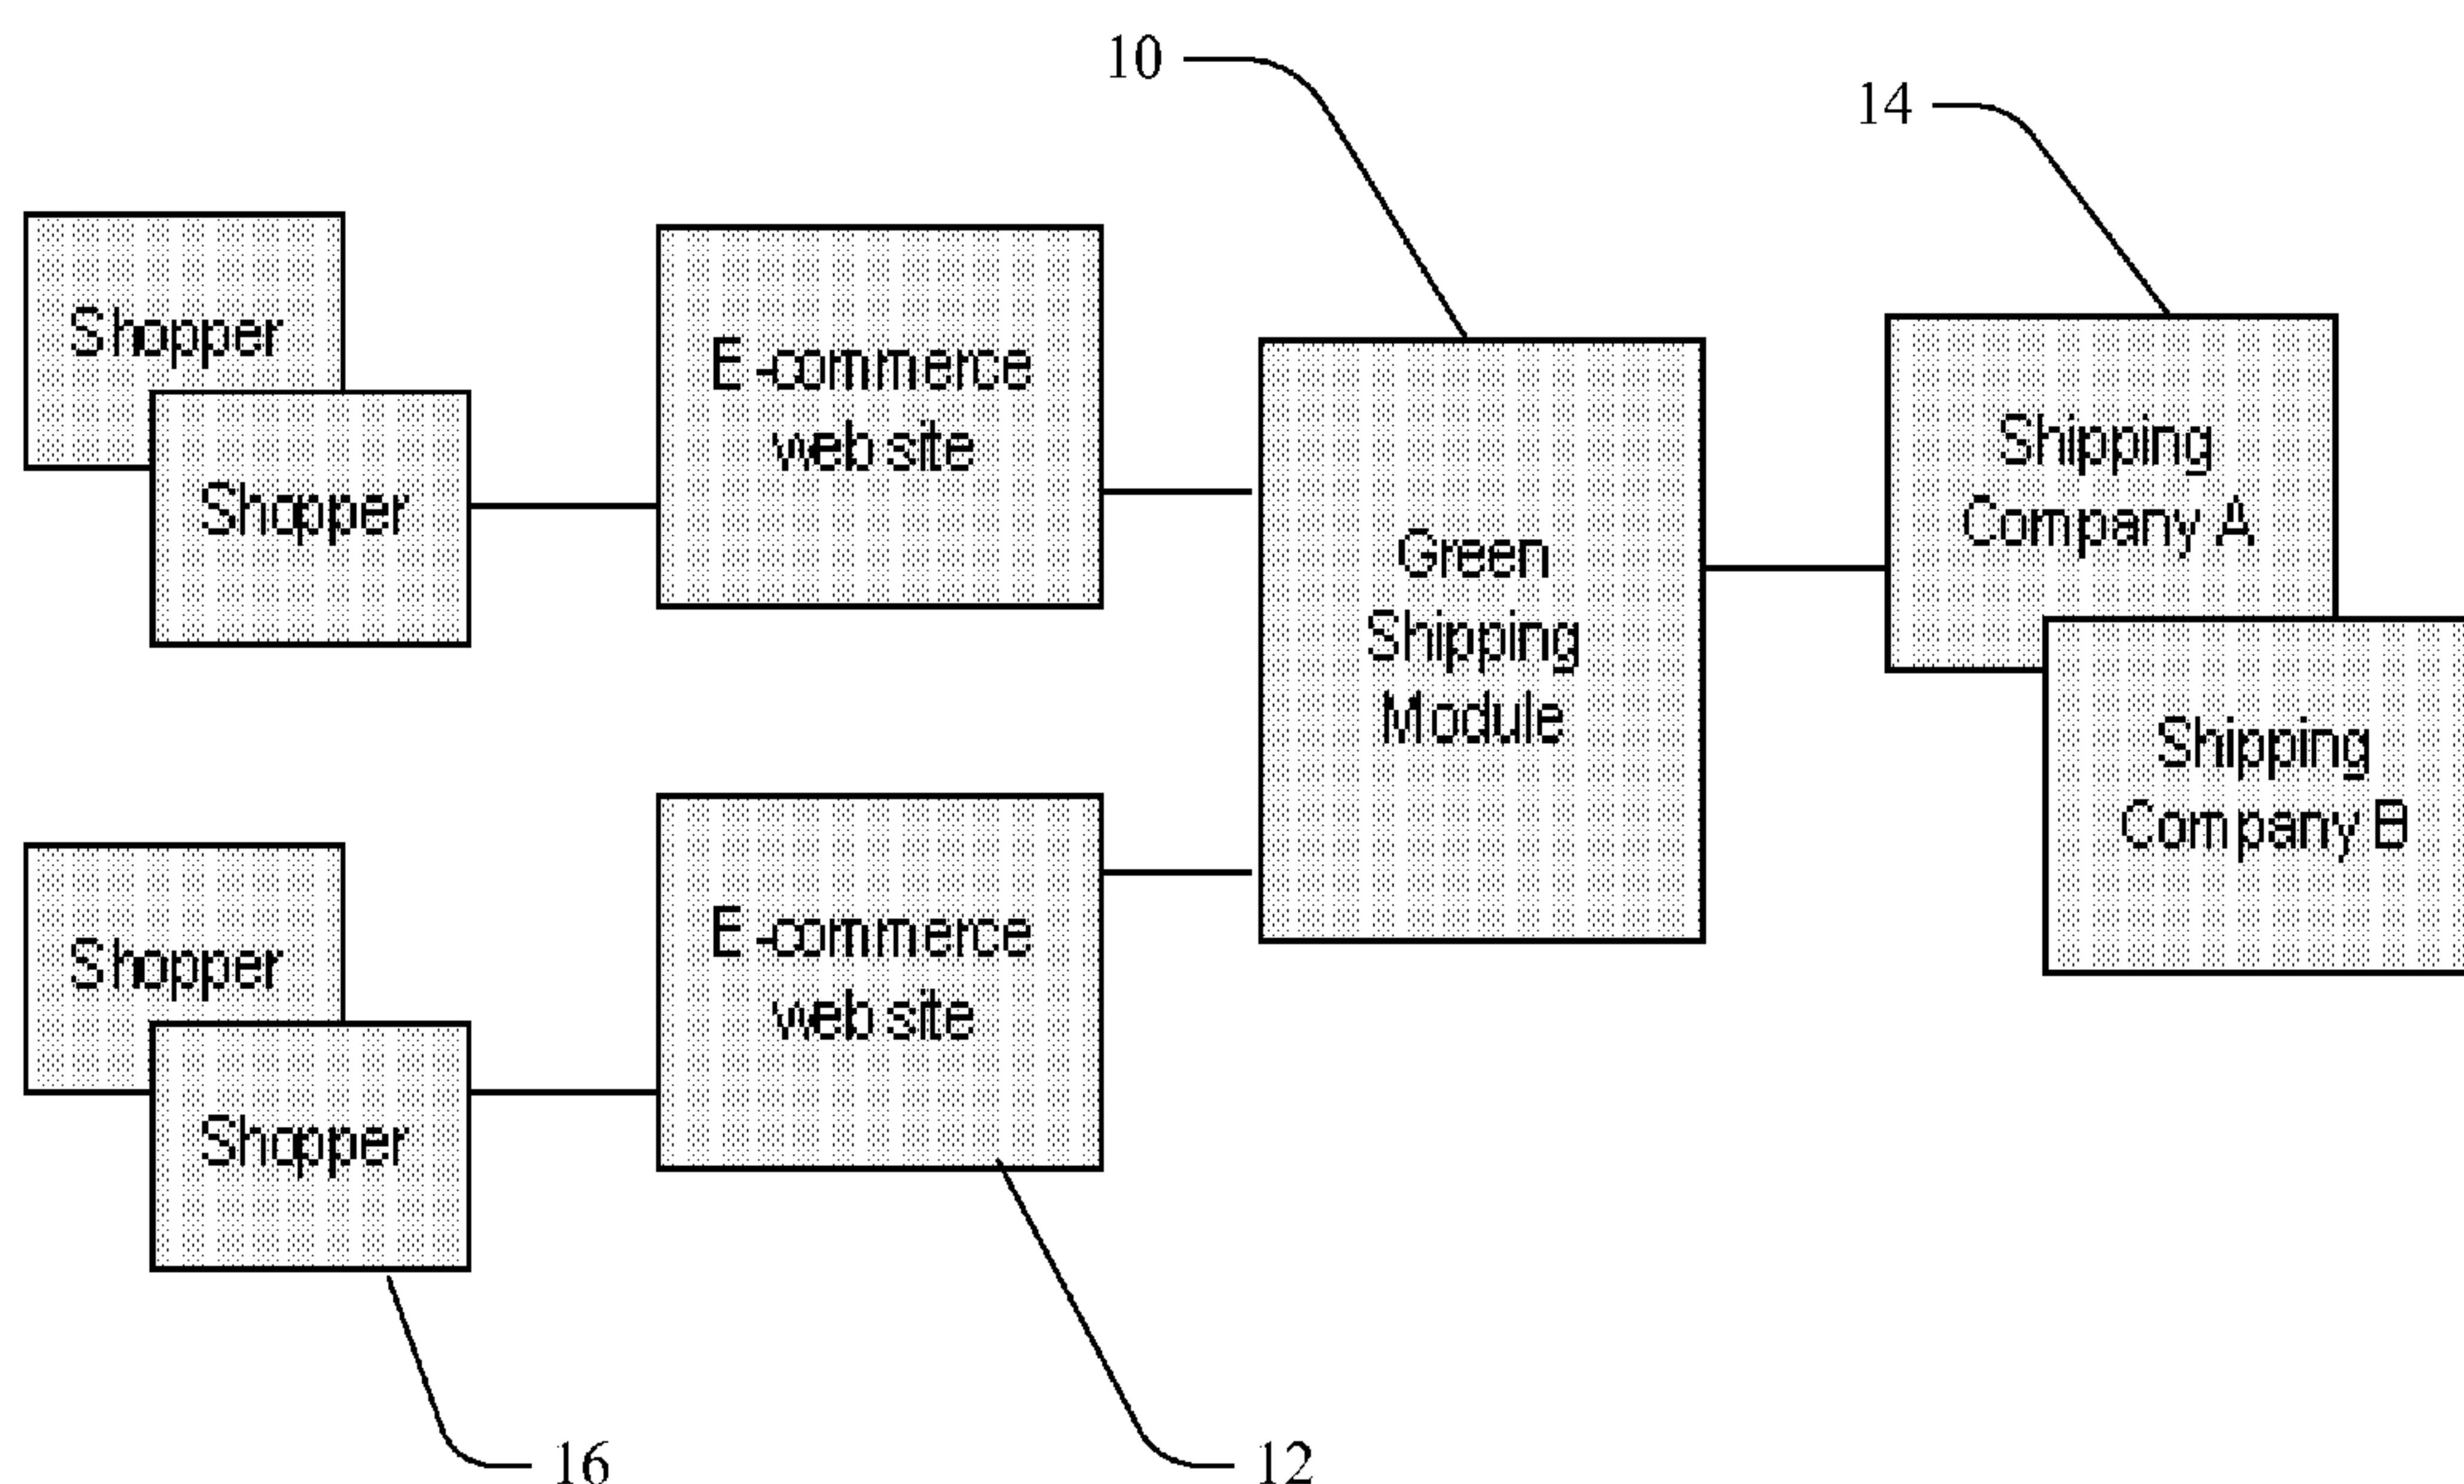 10
14
Shopper
Shopper
E-commerce
web site
Green
Shipping
Module
Shipping
Company A
Shipping
Company B
Shopper
Shopper
E-commerce
web site
16
12